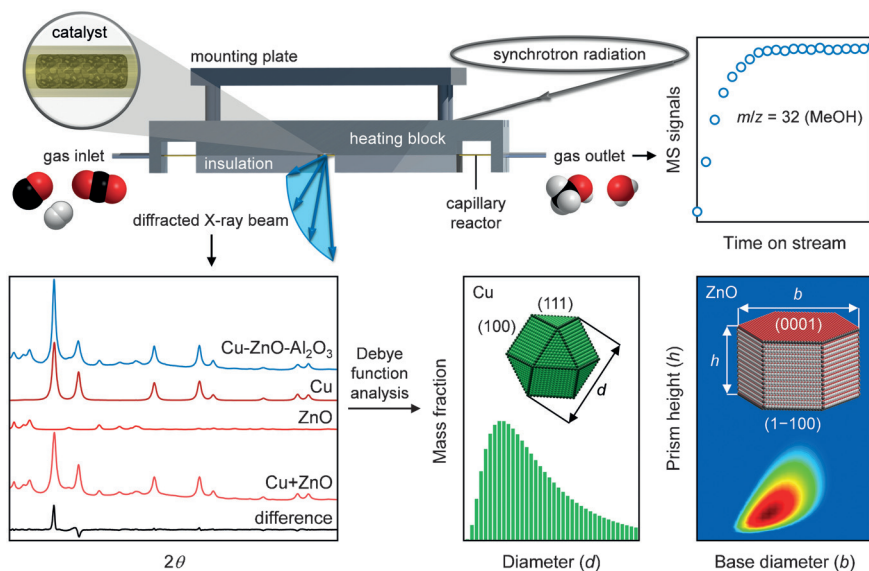 catalyst
mounting plate
synchrotron radiation
heating block
gas inlet
insulation
gas outlet
capillary
reactor
diffracted X-ray beam
MS signals
m/z = 32 (MeOH)
Time on stream
Cu-ZnO-Al₂O₃
Cu
ZnO
Cu+ZnO
difference
2θ
Debye
function
analysis
Mass fraction
Cu
(111)
(100)
d
Diameter (d)
Prism height (h)
ZnO
b
(0001)
h
(1−100)
Base diameter (b)